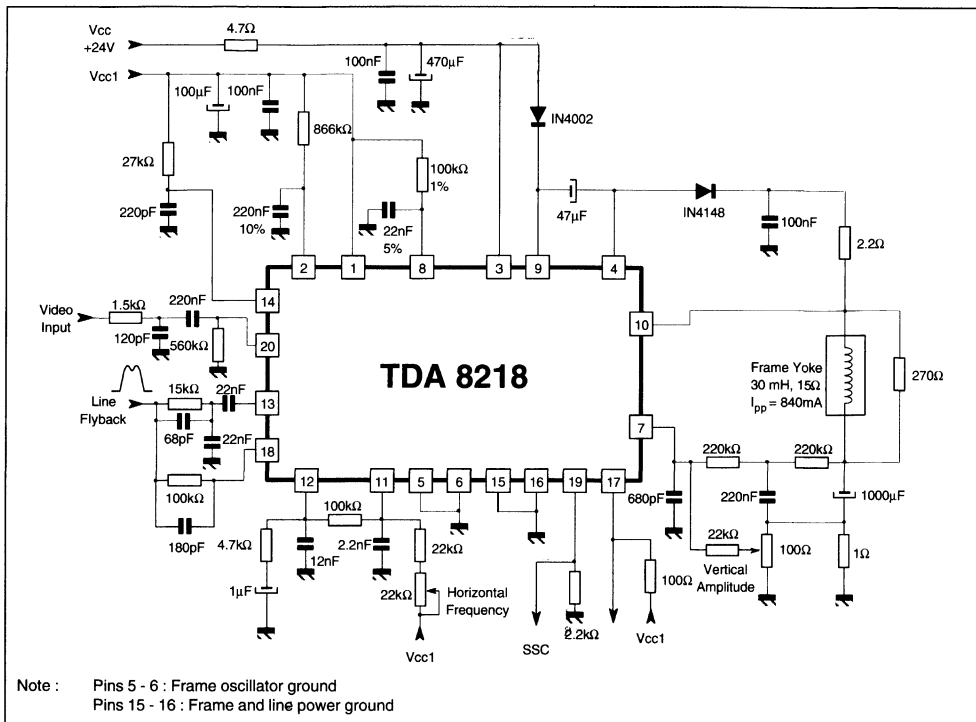 Vcc
+24V
4.7Ω
Vcc1
100µF
100nF
100nF
470µF
IN4002
866kΩ
27kΩ
100kΩ
1%
220pF
220nF
10%
22nF
5%
47µF
IN4148
100nF
2.2Ω
2
1
8
3
9
4
14
10
Video
Input
1.5kΩ
220nF
120pF
560kΩ
20
TDA 8218
Frame Yoke
30 mH, 15Ω
Ipp = 840mA
270Ω
Line
Flyback
15kΩ
22nF
13
68pF
22nF
18
7
100kΩ
180pF
12
11
5
6
15
16
19
17
220kΩ
220kΩ
680pF
220nF
1000µF
4.7kΩ
100kΩ
12nF
2.2nF
22kΩ
1µF
22kΩ
Horizontal
Frequency
Vcc1
SSC
2.2kΩ
100Ω
Vcc1
22kΩ
Vertical
Amplitude
100Ω
1Ω
Note : Pins 5 - 6 : Frame oscillator ground
Pins 15 - 16 : Frame and line power ground